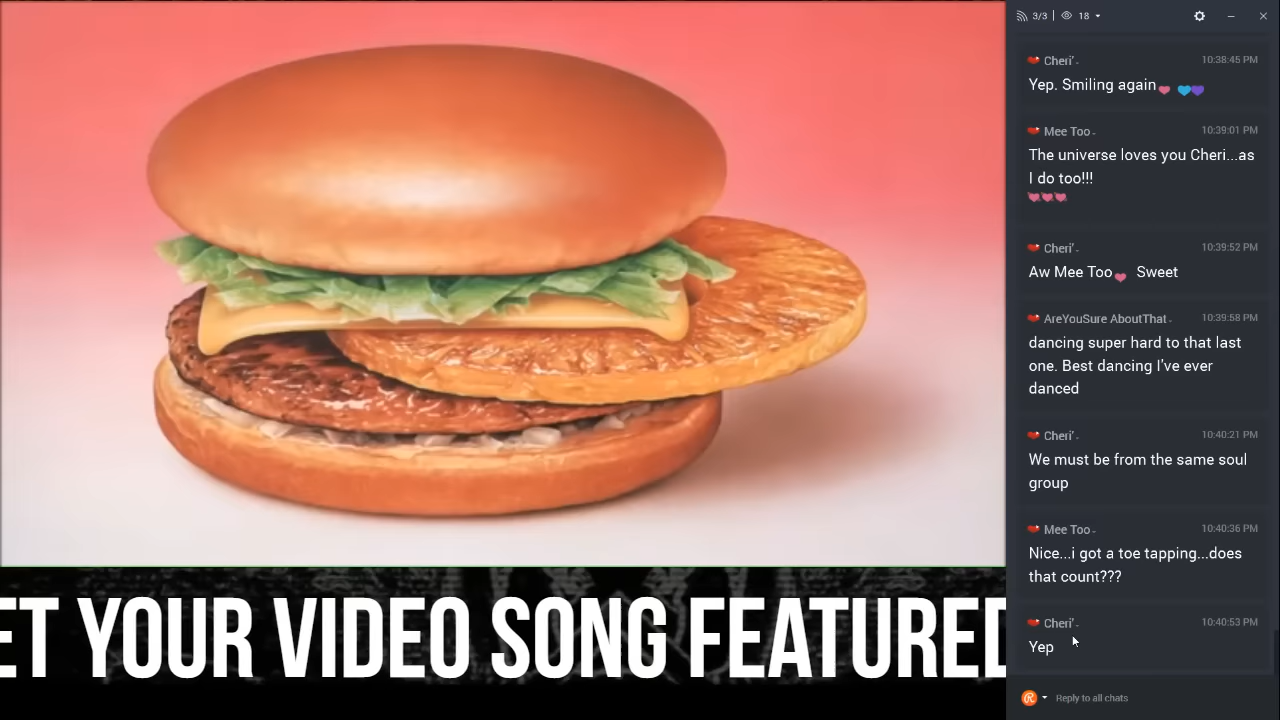 3/3 | 18
Cheri' -
10:38:45 PM
Yep. Smiling again
Mee Too -
10:39:01 PM
The universe loves you Cheri...as
I do too!!!
Cheri' -
10:39:52 PM
Aw Mee Too Sweet
AreYouSure AboutThat -
10:39:58 PM
dancing super hard to that last
one. Best dancing I've ever
danced
Cheri' -
10:40:21 PM
We must be from the same soul
group
Mee Too -
10:40:36 PM
Nice...i got a toe tapping...does
that count???
Cheri' -
10:40:53 PM
Yep
Reply to all chats
ET YOUR VIDEO SONG FEATURED